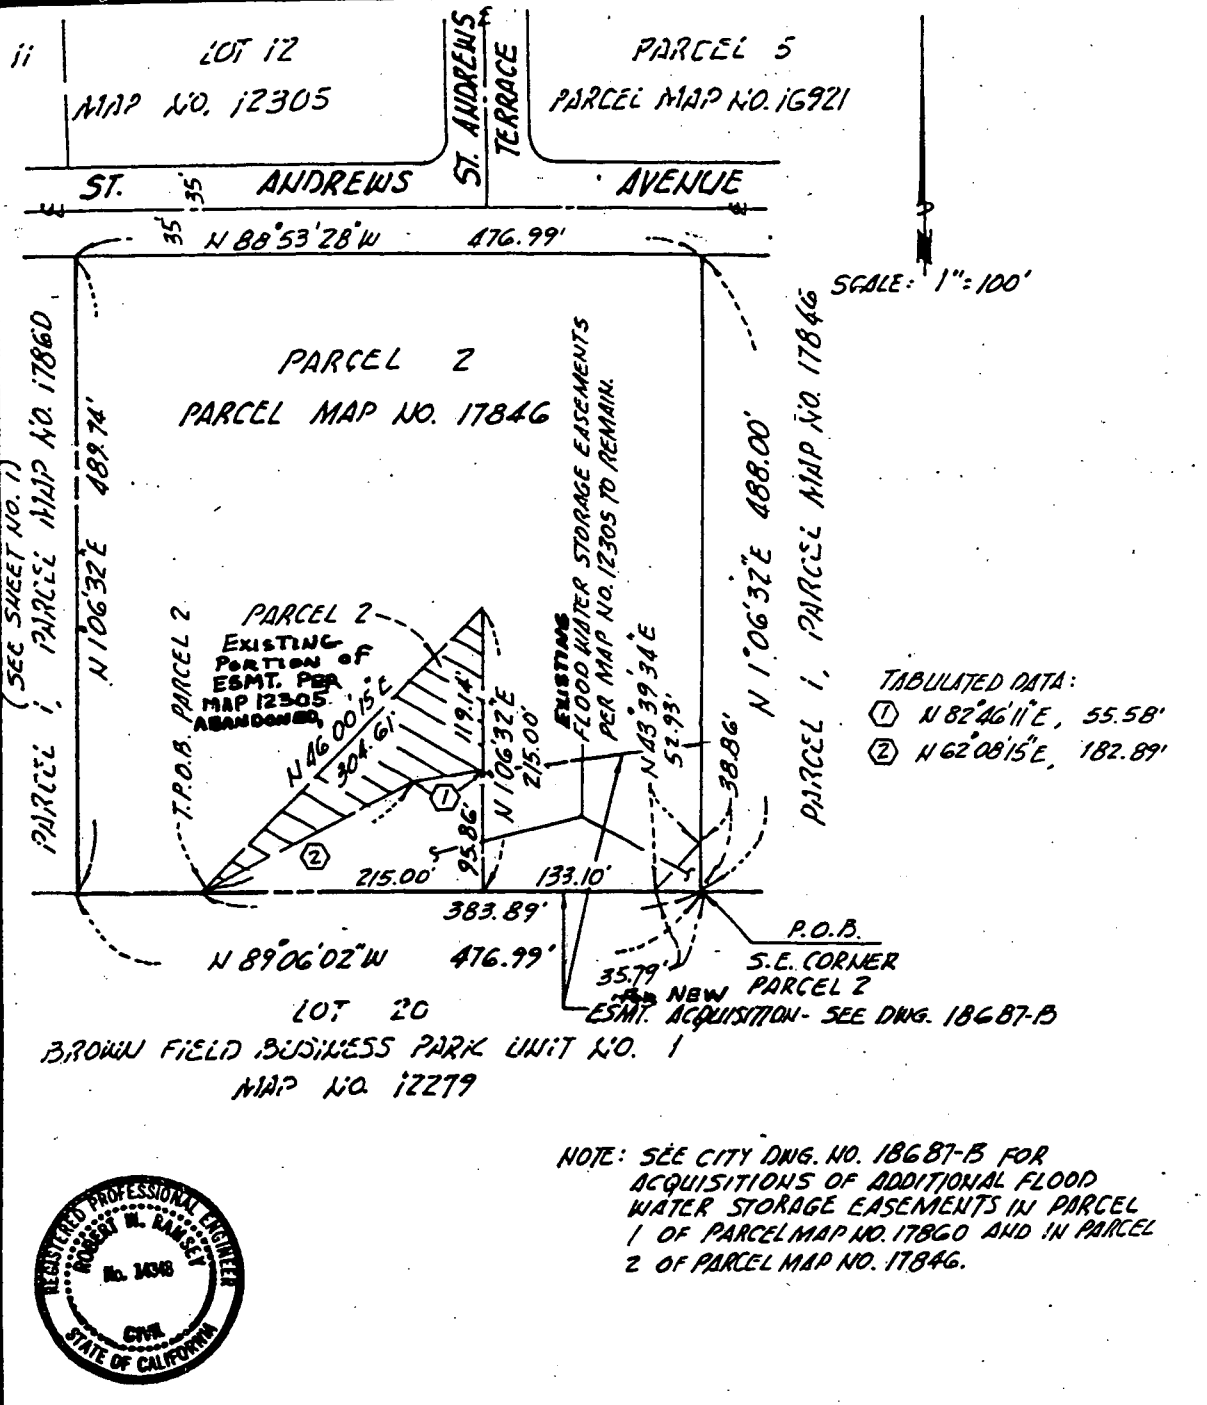 11
LOT 12
MAP NO. 12305
ST. ANDREWS
TERRACE
PARCEL 5
PARCEL MAP NO. 16921
ST. ANDREWS AVENUE
35'
35'
N 88°53'28" W 476.99'
SCALE: 1"=100'
PARCEL 2
PARCEL MAP NO. 17846
(SEE SHEET NO. 1)
PARCEL 1, PARCEL MAP NO. 17860
N 1°06'32" E 489.74'
EXISTING
FLOOD WATER STORAGE EASEMENTS
PER MAP NO. 12305 TO REMAIN.
N 1°06'32" E 488.00'
PARCEL 1, PARCEL MAP NO. 17846
T.P.O.B. PARCEL 2
PARCEL 2
EXISTING
PORTION OF
ESMT. PER
MAP 12305
ABANDONED,
N 46°00'15" E
304.61'
119.14'
N 1°06'32" E
215.00'
95.86'
N 43°39'34" E
52.93'
38.86'
TABULATED DATA:
① N 82°46'11" E, 55.58'
② N 62°08'15" E, 182.89'
1
2
215.00'
133.10'
383.89'
N 89°06'02" W 476.99'
35.79'
P.O.B.
S.E. CORNER
PARCEL 2
NEW
ESMT. ACQUISITION - SEE DWG. 18687-B
LOT 20
BROWN FIELD BUSINESS PARK UNIT NO. 1
MAP NO. 12279
NOTE: SEE CITY DWG. NO. 18687-B FOR
ACQUISITIONS OF ADDITIONAL FLOOD
WATER STORAGE EASEMENTS IN PARCEL
1 OF PARCEL MAP NO. 17860 AND IN PARCEL
2 OF PARCEL MAP NO. 17846.
REGISTERED PROFESSIONAL ENGINEER
ROBERT W. RAMSEY
No. 14348
CIVIL
STATE OF CALIFORNIA